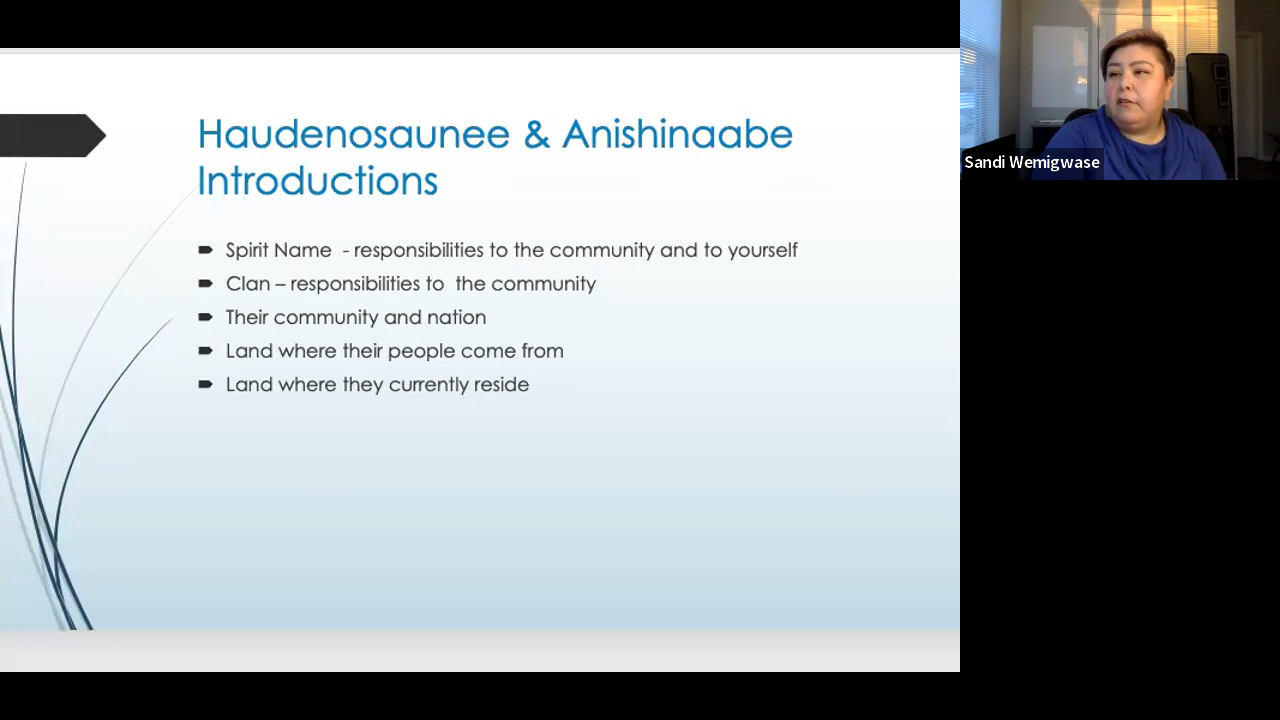 Haudenosaunee & Anishinaabe
Introductions
Spirit Name  - responsibilities to the community and to yourself
Clan – responsibilities to  the community
Their community and nation
Land where their people come from
Land where they currently reside
Sandi Wemigwase